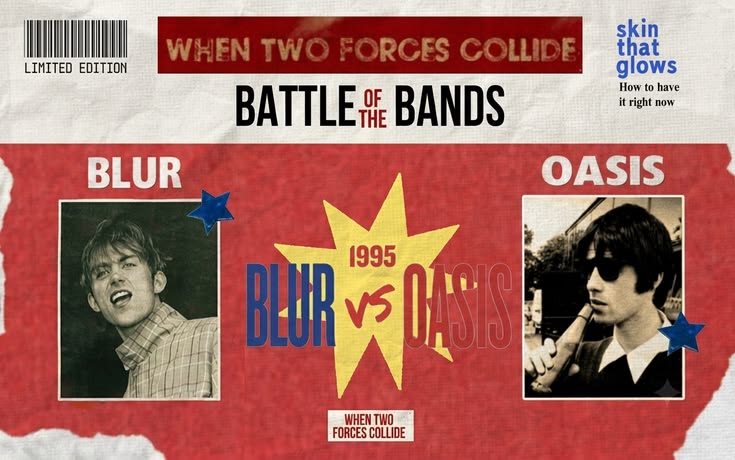 LIMITED EDITION
WHEN TWO FORCES COLLIDE
skin
that
glows
How to have
it right now
BATTLE OF THE BANDS
BLUR
OASIS
1995
BLUR vs OASIS
WHEN TWO
FORCES COLLIDE